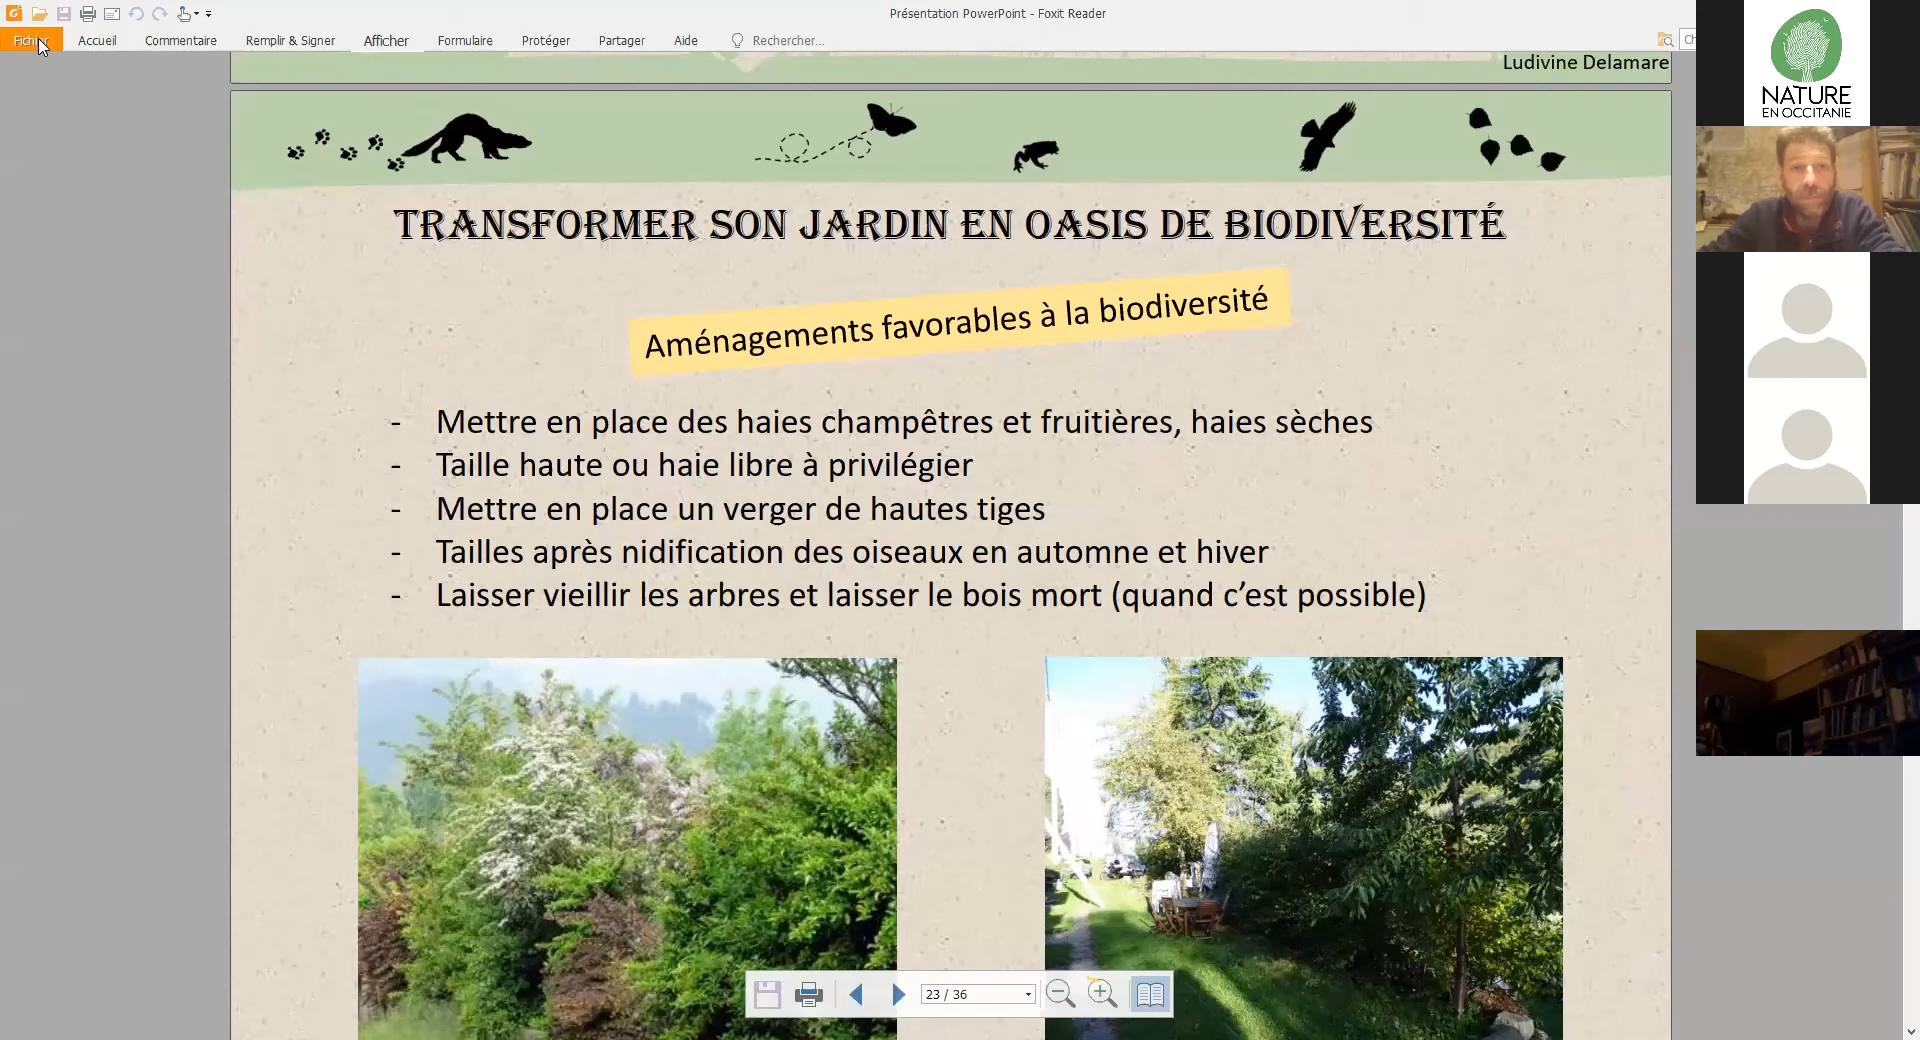 Présentation PowerPoint - Foxit Reader
Fichier Accueil Commentaire Remplir & Signer Afficher Formulaire Protéger Partager Aide Rechercher...
Ludivine Delamare
NATURE
EN OCCITANIE
TRANSFORMER SON JARDIN EN OASIS DE BIODIVERSITÉ
Aménagements favorables à la biodiversité
- Mettre en place des haies champêtres et fruitières, haies sèches
- Taille haute ou haie libre à privilégier
- Mettre en place un verger de hautes tiges
- Tailles après nidification des oiseaux en automne et hiver
- Laisser vieillir les arbres et laisser le bois mort (quand c’est possible)
23 / 36